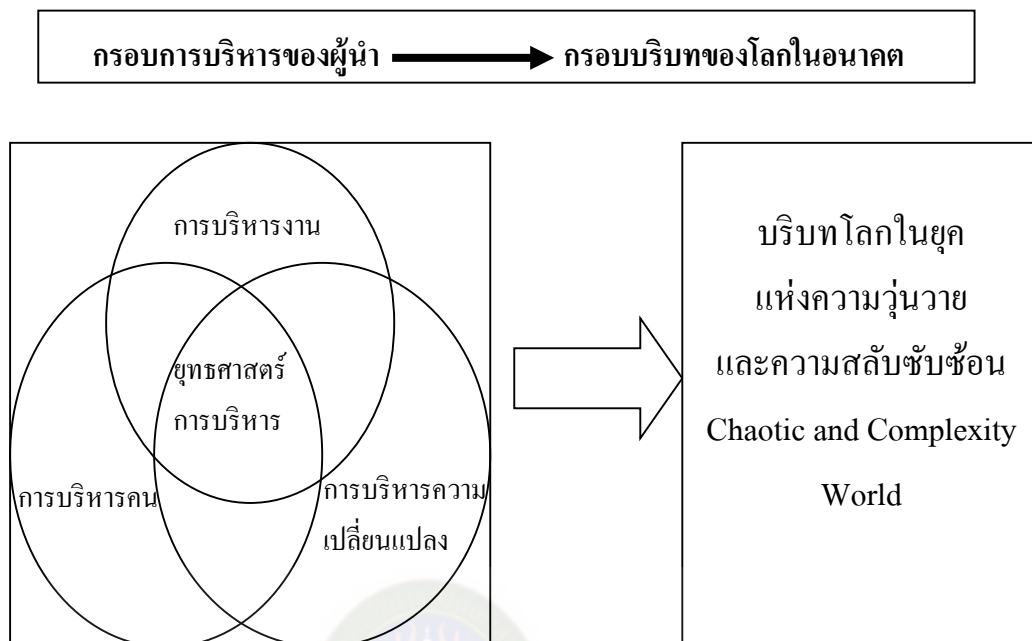 กรอบการบริหารของผู้นำ กรอบบริบทของโลกในอนาคต
การบริหารงาน
ยุทธศาสตร์
การบริหาร
การบริหารคน
การบริหารความ
เปลี่ยนแปลง
บริบทโลกในยุค
แห่งความวุ่นวาย
และความสลับซับซ้อน
Chaotic and Complexity
World